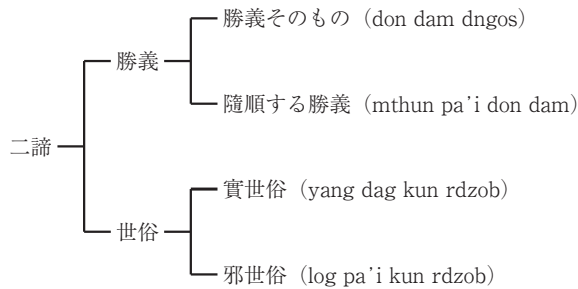 勝義そのもの（don dam dngos）
勝義
隨順する勝義（mthun pa’i don dam）
二諦
實世俗（yang dag kun rdzob）
世俗
邪世俗（log pa’i kun rdzob）